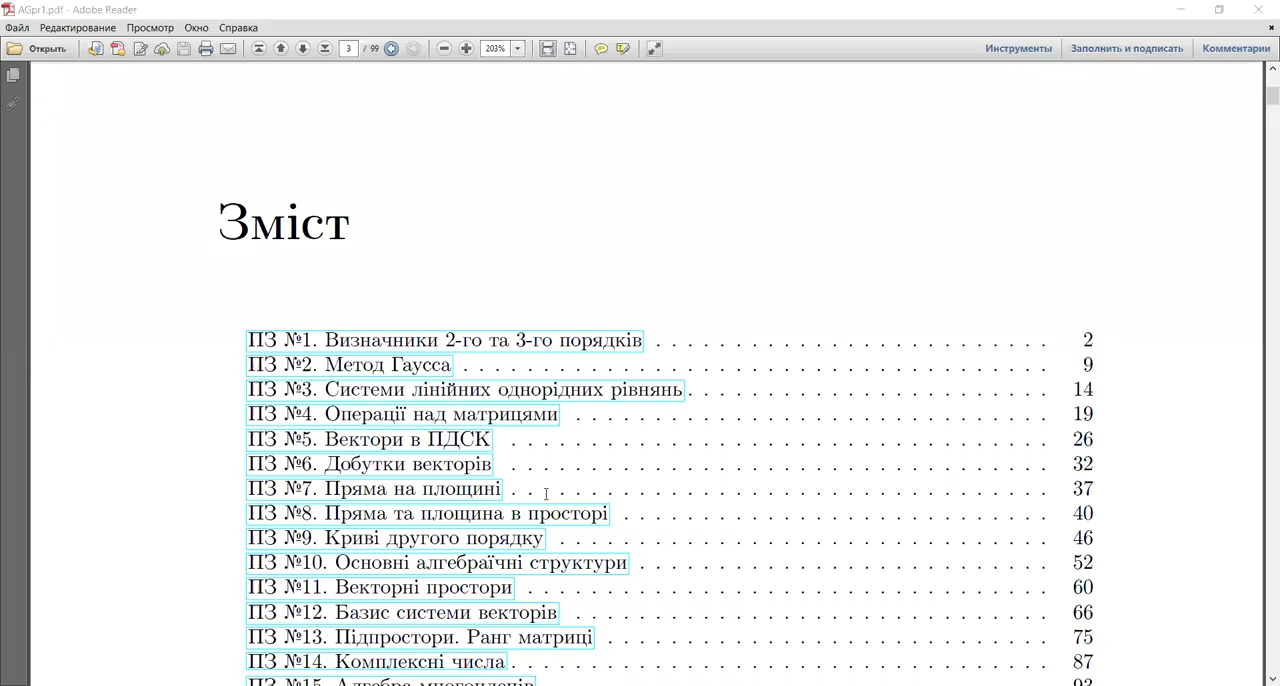 AGpr1.pdf - Adobe Reader
Файл Редактирование Просмотр Окно Справка
Открыть 3 / 99 203% Инструменты Заполнить и подписать Комментарии
Зміст
ПЗ №1. Визначники 2-го та 3-го порядків . . . . . . . . . . . . . . . . . . . . . . . . . 2
ПЗ №2. Метод Гаусса . . . . . . . . . . . . . . . . . . . . . . . . . . . . . . . . . . . . . 9
ПЗ №3. Системи лінійних однорідних рівнянь . . . . . . . . . . . . . . . . . . . . . . . 14
ПЗ №4. Операції над матрицями . . . . . . . . . . . . . . . . . . . . . . . . . . . . . . 19
ПЗ №5. Вектори в ПДСК . . . . . . . . . . . . . . . . . . . . . . . . . . . . . . . . . . 26
ПЗ №6. Добутки векторів . . . . . . . . . . . . . . . . . . . . . . . . . . . . . . . . . . 32
ПЗ №7. Пряма на площині . . . . . . . . . . . . . . . . . . . . . . . . . . . . . . . . . . 37
ПЗ №8. Пряма та площина в просторі . . . . . . . . . . . . . . . . . . . . . . . . . . . 40
ПЗ №9. Криві другого порядку . . . . . . . . . . . . . . . . . . . . . . . . . . . . . . . 46
ПЗ №10. Основні алгебраїчні структури . . . . . . . . . . . . . . . . . . . . . . . . . . 52
ПЗ №11. Векторні простори . . . . . . . . . . . . . . . . . . . . . . . . . . . . . . . . . 60
ПЗ №12. Базис системи векторів . . . . . . . . . . . . . . . . . . . . . . . . . . . . . . 66
ПЗ №13. Підпростори. Ранг матриці . . . . . . . . . . . . . . . . . . . . . . . . . . . . 75
ПЗ №14. Комплексні числа . . . . . . . . . . . . . . . . . . . . . . . . . . . . . . . . . . 87
ПЗ №15. Алгебра многочленів . . . . . . . . . . . . . . . . . . . . . . . . . . . . . . . . 93